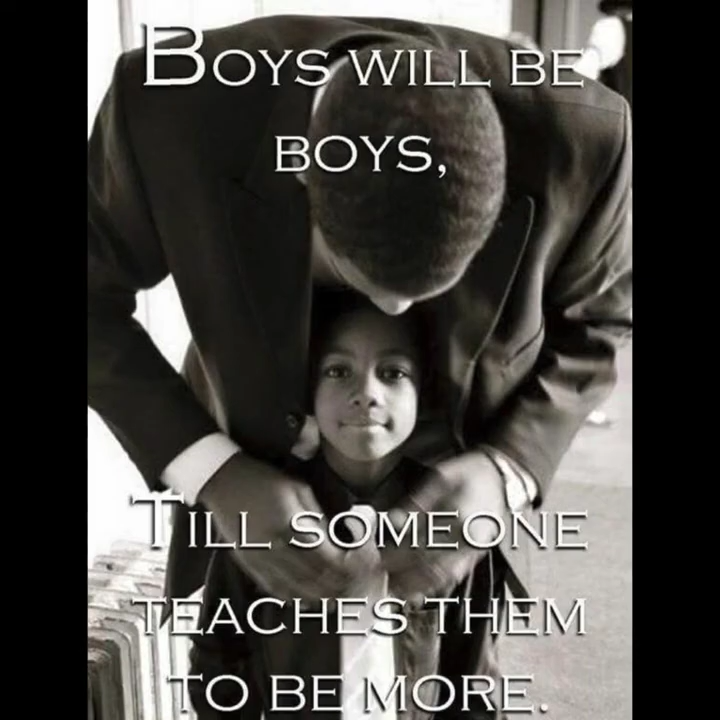 Boys will be
boys,
Till someone
teaches them
to be more.